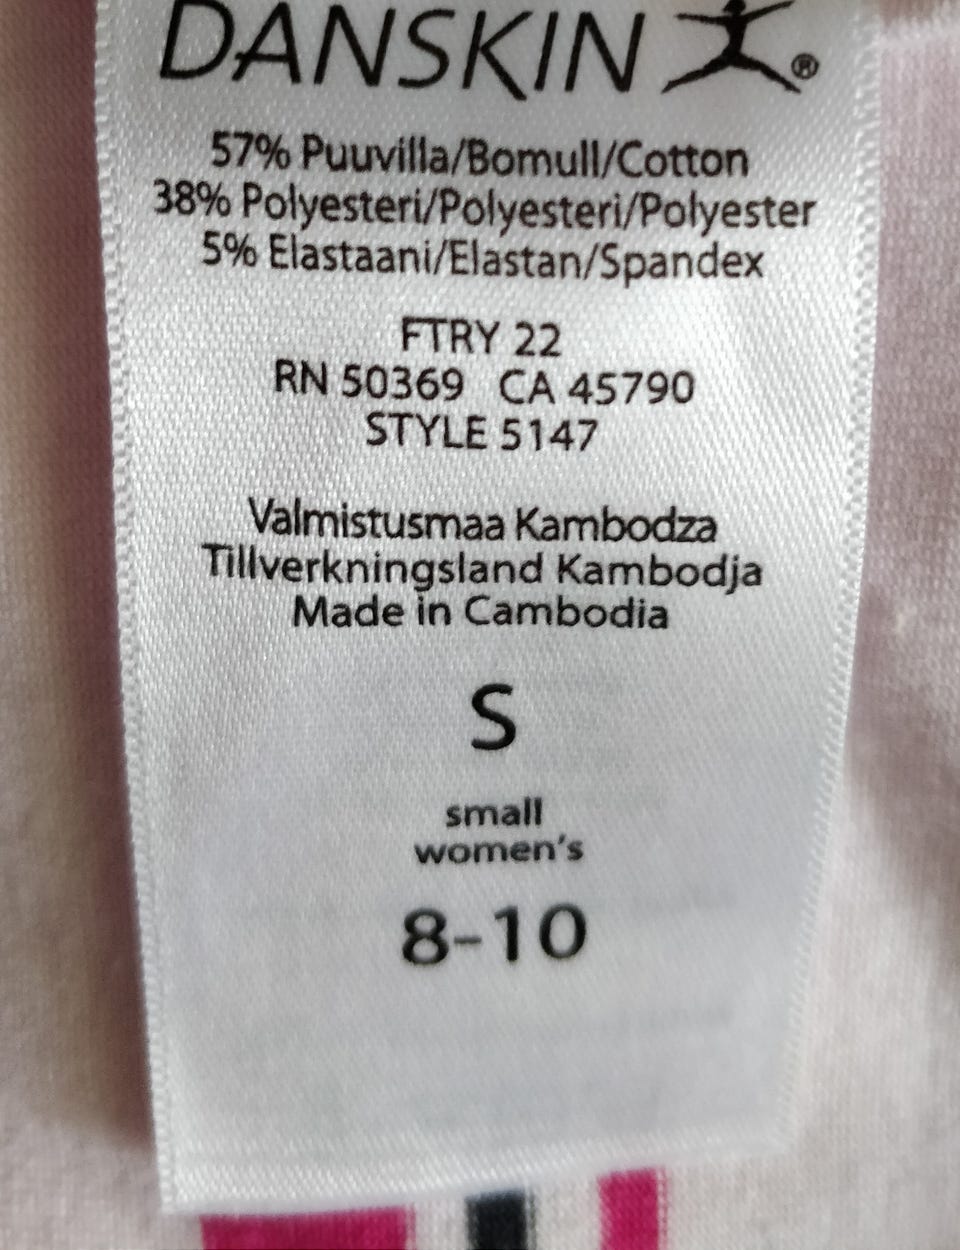 DANSKIN ®
57% Puuvilla/Bomull/Cotton
38% Polyesteri/Polyesteri/Polyester
5% Elastaani/Elastan/Spandex
FTRY 22
RN 50369 CA 45790
STYLE 5147
Valmistusmaa Kambodza
Tillverkningsland Kambodja
Made in Cambodia
S
small
women's
8-10